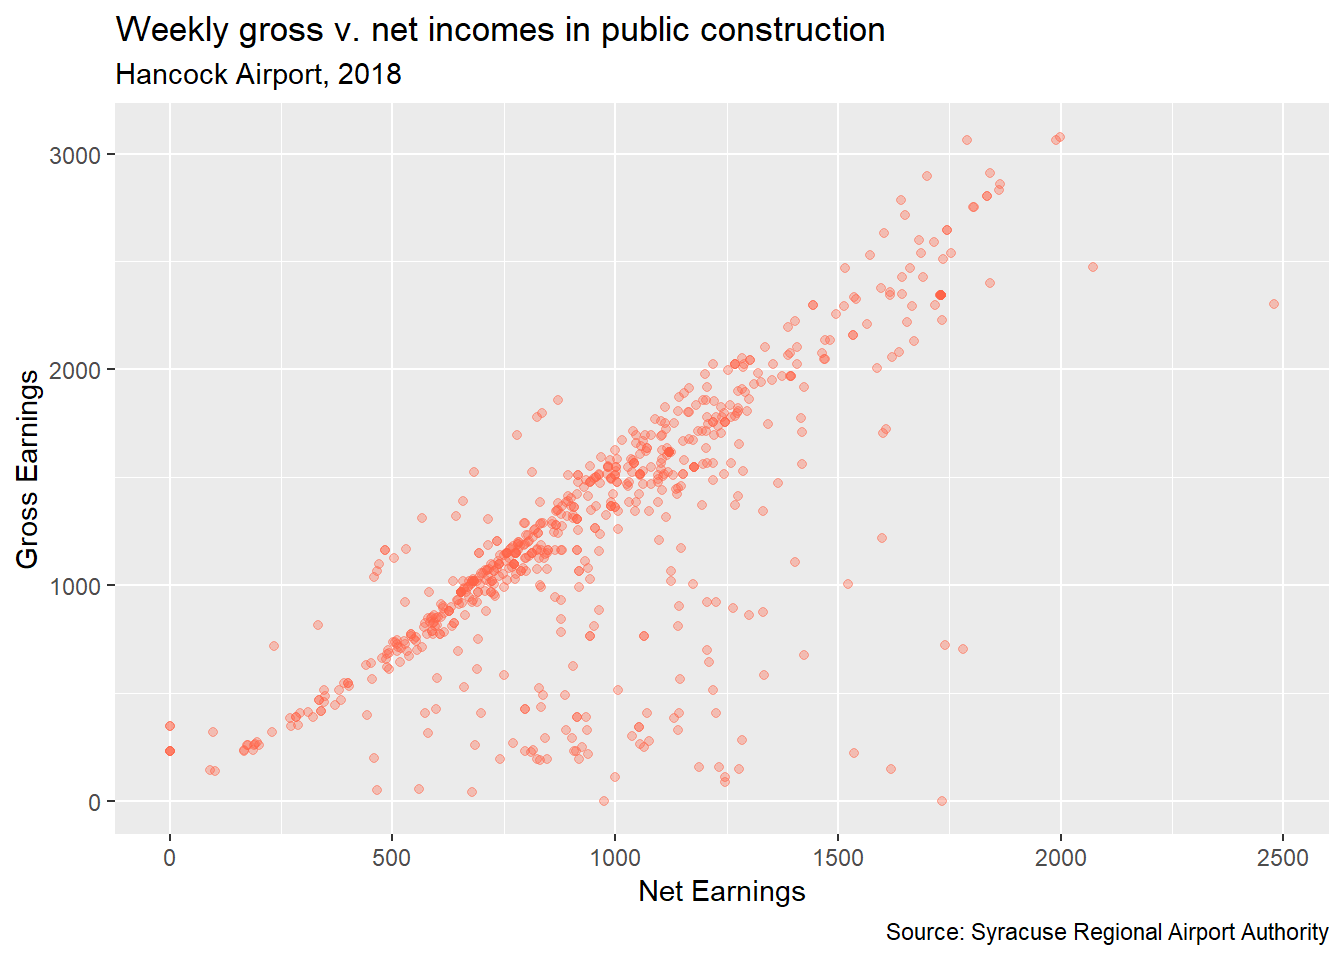 Weekly gross v. net incomes in public construction
Hancock Airport, 2018
Gross Earnings
3000
2000
1000
0
0 500 1000 1500 2000 2500
Net Earnings
Source: Syracuse Regional Airport Authority